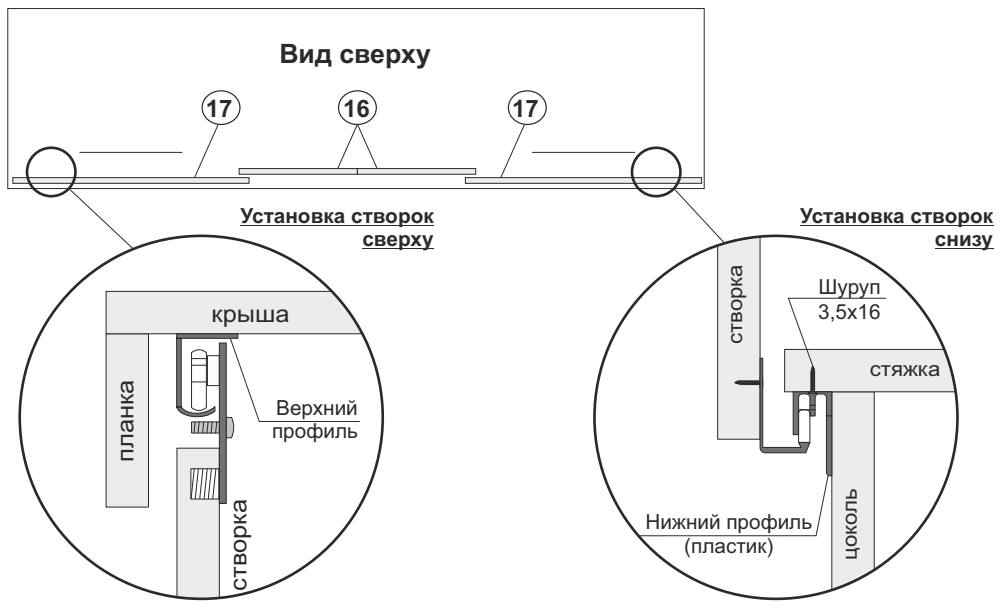 Вид сверху
17
16
17
Установка створок
сверху
Установка створок
снизу
крыша
планка
Верхний
профиль
створка
створка
Шуруп
3,5х16
стяжка
Нижний профиль
(пластик)
цоколь